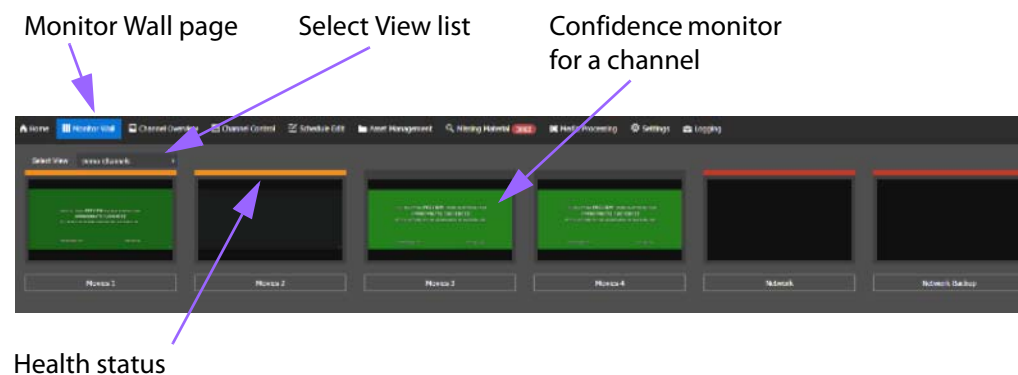 Monitor Wall page
Select View list
Confidence monitor
for a channel
Home Monitor Wall Channel Overview Channel Control Schedule Edit Asset Management Missing Material Media Processing Settings Logging
Select View Demo channels
Movies 1
Movies 2
Movies 3
Movies 4
Network
Network Backup
Health status